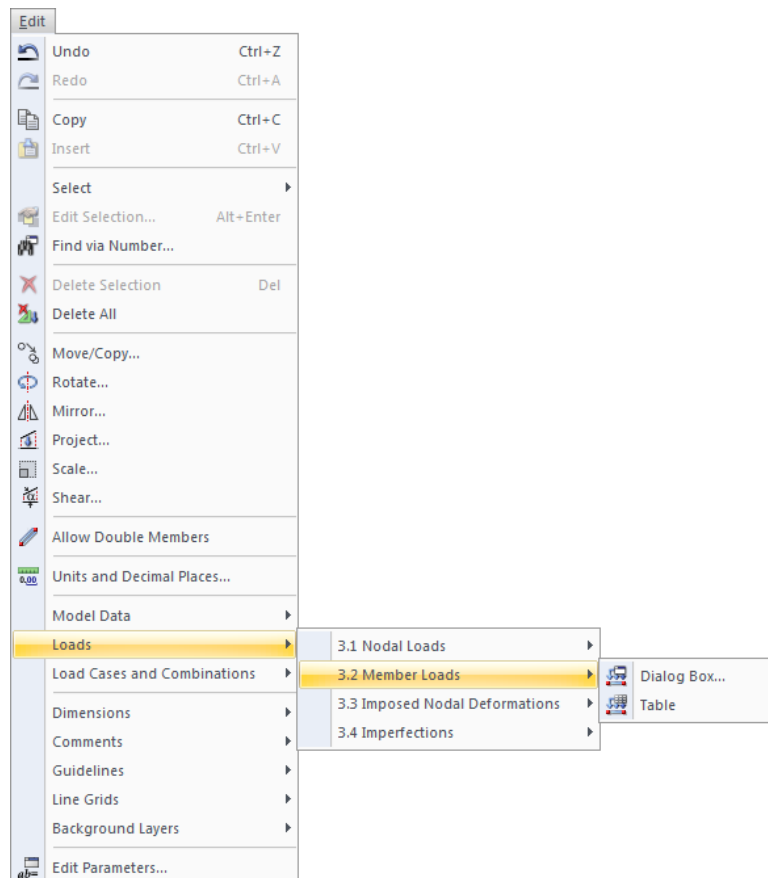 Edit
Undo Ctrl+Z
Redo Ctrl+A
Copy Ctrl+C
Insert Ctrl+V
Select
Edit Selection... Alt+Enter
Find via Number...
Delete Selection Del
Delete All
Move/Copy...
Rotate...
Mirror...
Project...
Scale...
Shear...
Allow Double Members
0,00 Units and Decimal Places...
Model Data
Loads
Load Cases and Combinations
Dimensions
Comments
Guidelines
Line Grids
Background Layers
ab= Edit Parameters...
3.1 Nodal Loads
3.2 Member Loads
3.3 Imposed Nodal Deformations
3.4 Imperfections
Dialog Box...
Table